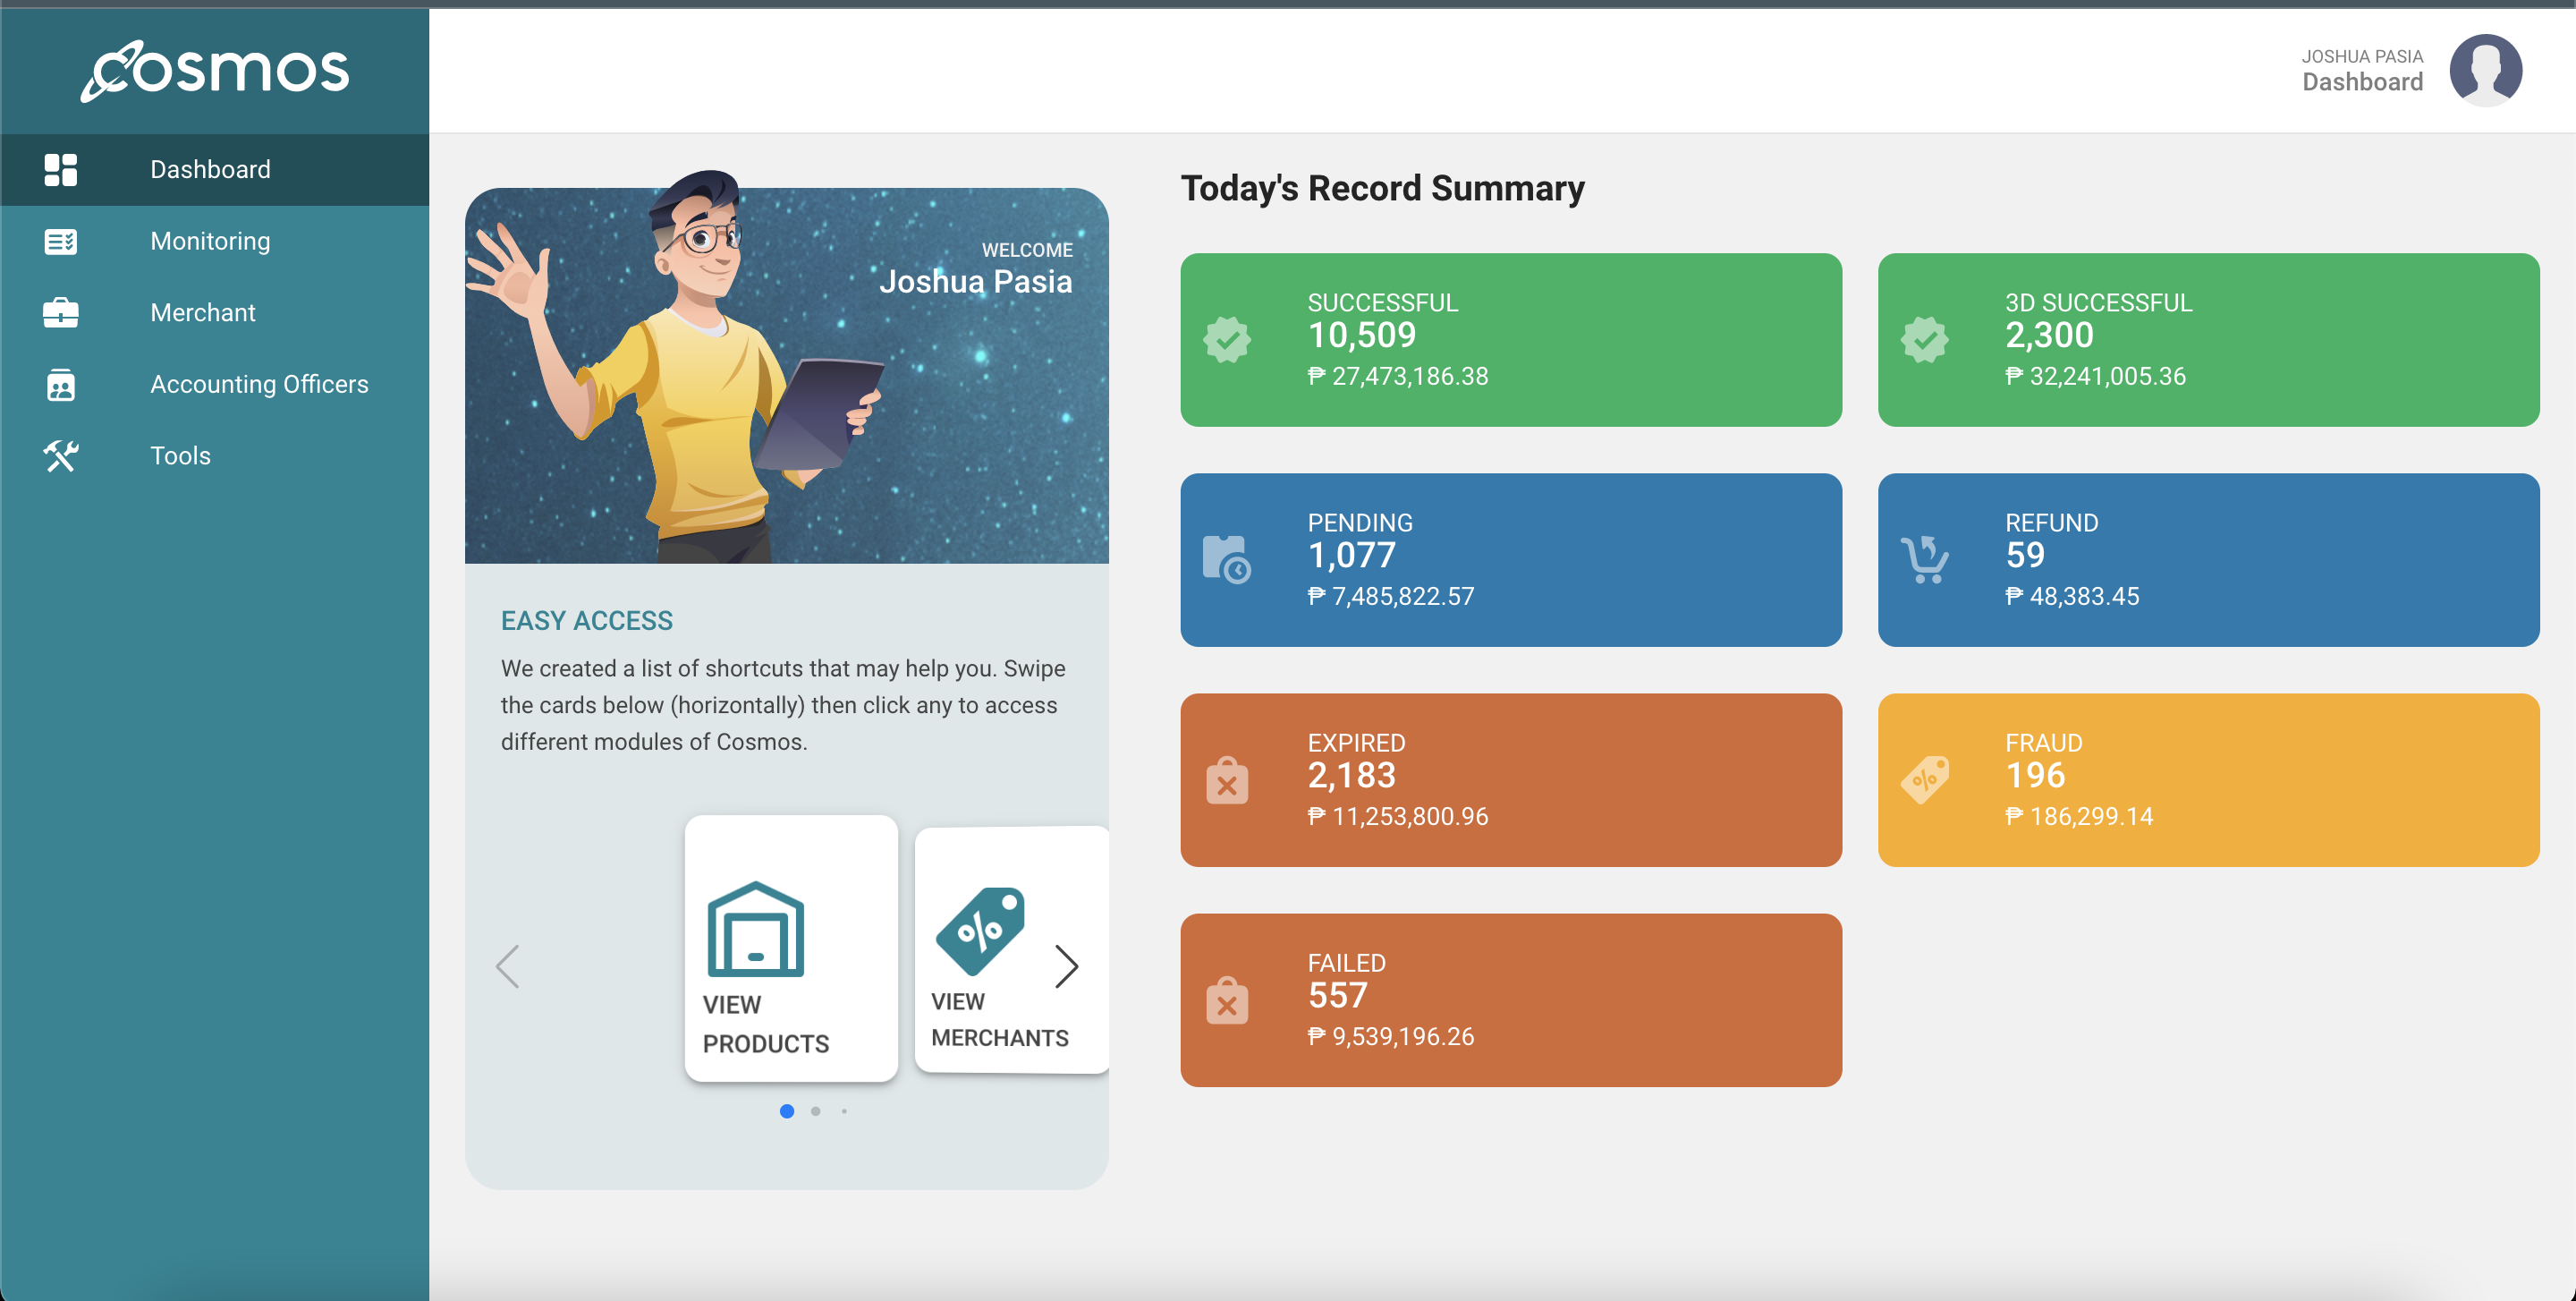 Cosmos
JOSHUA PASIA
Dashboard
Dashboard
Monitoring
Merchant
Accounting Officers
Tools
WELCOME
Joshua Pasia
EASY ACCESS
We created a list of shortcuts that may help you. Swipe
the cards below (horizontally) then click any to access
different modules of Cosmos.
VIEW
PRODUCTS
VIEW
MERCHANTS
Today's Record Summary
SUCCESSFUL
10,509
₱ 27,473,186.38
3D SUCCESSFUL
2,300
₱ 32,241,005.36
PENDING
1,077
₱ 7,485,822.57
REFUND
59
₱ 48,383.45
EXPIRED
2,183
₱ 11,253,800.96
FRAUD
196
₱ 186,299.14
FAILED
557
₱ 9,539,196.26